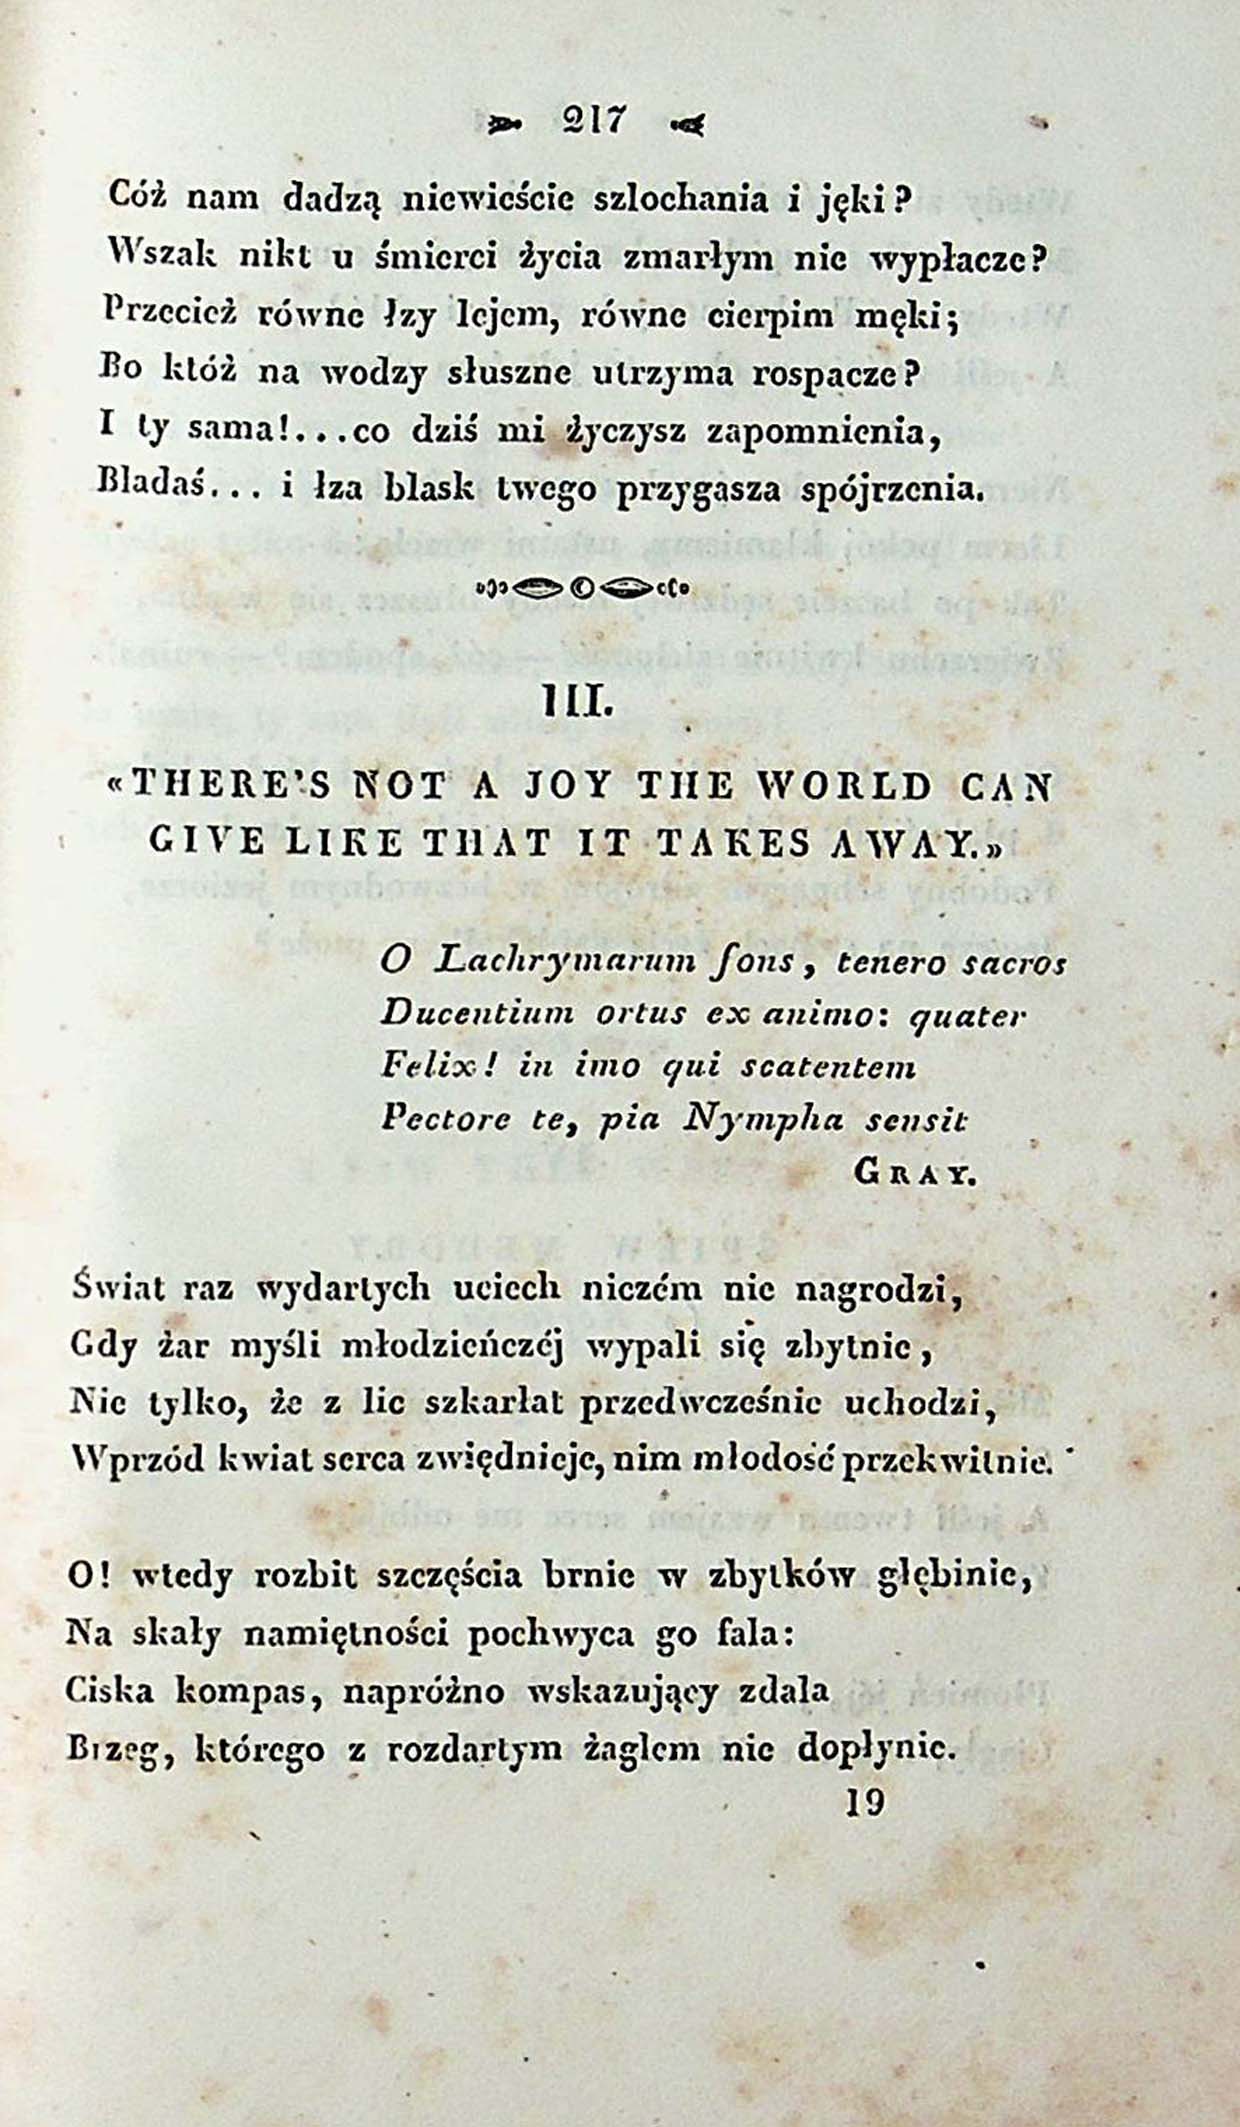 217
Cóż nam dadzą niewieście szlochania i jęki?
Wszak nikt u śmierci życia zmarłym nie wypłacze?
Przecież równe łzy lejem, równe cierpim męki;
Bo któż na wodzy słuszne utrzyma rospacze?
I ty sama!...co dziś mi życzysz zapomnienia,
Bladaś... i łza blask twego przygasza spójrzenia.
III.
«THERE'S NOT A JOY THE WORLD CAN
GIVE LIKE THAT IT TAKES AWAY.»
O Lachrymarum fons, tenero sacros
Ducentium ortus ex animo: quater
Felix! in imo qui scatentem
Pectore te, pia Nympha sensit
GRAY.
Świat raz wydartych uciech niczém nie nagrodzi,
Gdy żar myśli młodzieńczéj wypali się zbytnie,
Nie tylko, że z lic szkarłat przedwcześnie uchodzi,
Wprzód kwiat serca zwiędnieje, nim młodość przekwitnie.
O! wtedy rozbit szczęścia brnie w zbytków głębinie,
Na skały namiętności pochwyca go fala:
Ciska kompas, napróżno wskazujący zdala
Brzeg, którego z rozdartym żaglem nie dopłynie.
19